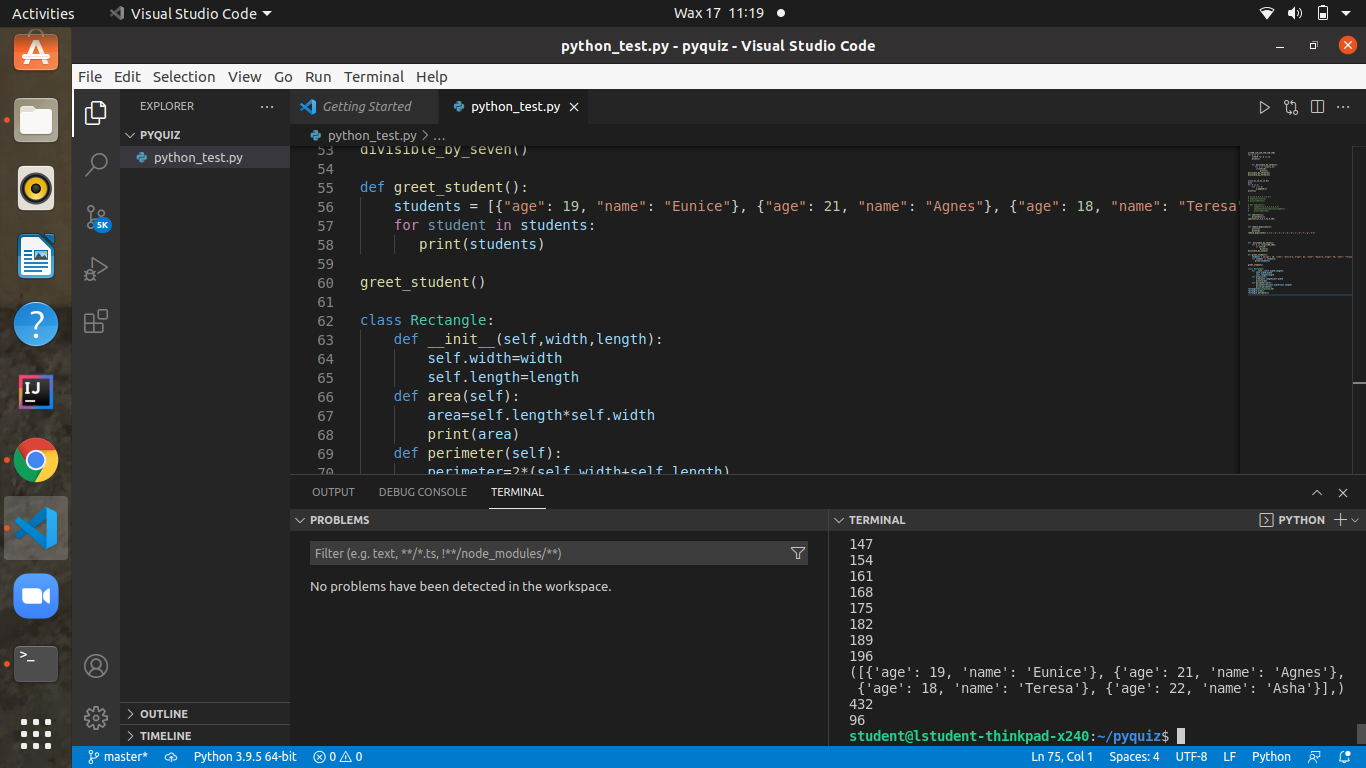 Activities Visual Studio Code Wax 17 11:19
python_test.py - pyquiz - Visual Studio Code
File Edit Selection View Go Run Terminal Help
EXPLORER ... Getting Started python_test.py
PYQUIZ
python_test.py
python_test.py > ...
53 divisible_by_seven()
54
55 def greet_student():
56 students = [{"age": 19, "name": "Eunice"}, {"age": 21, "name": "Agnes"}, {"age": 18, "name": "Teresa"
57 for student in students:
58 print(students)
59
60 greet_student()
61
62 class Rectangle:
63 def __init__(self,width,length):
64 self.width=width
65 self.length=length
66 def area(self):
67 area=self.length*self.width
68 print(area)
69 def perimeter(self):
70 perimeter=2*(self.width+self.length)
5K
IJ
OUTPUT DEBUG CONSOLE TERMINAL
PROBLEMS
Filter (e.g. text, **/*.ts, !**/node_modules/**)
No problems have been detected in the workspace.
TERMINAL PYTHON
147
154
161
168
175
182
189
196
([{'age': 19, 'name': 'Eunice'}, {'age': 21, 'name': 'Agnes'},
{'age': 18, 'name': 'Teresa'}, {'age': 22, 'name': 'Asha'}],)
432
96
student@lstudent-thinkpad-x240:~/pyquiz$
OUTLINE
TIMELINE
master* Python 3.9.5 64-bit 0 0 Ln 75, Col 1 Spaces: 4 UTF-8 LF Python